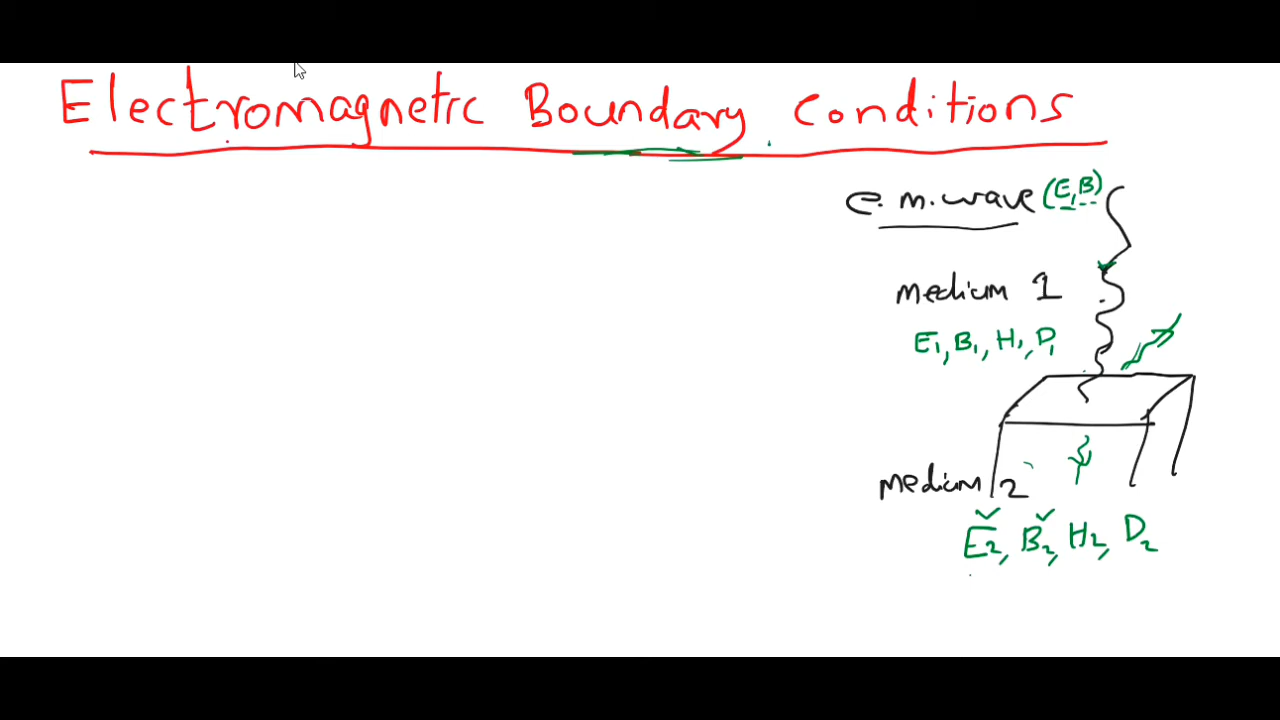 Electromagnetic Boundary Conditions
e.m.wave (E,B)
medium 1
E1, B1, H1, D1
medium 2
E2, B2, H2, D2